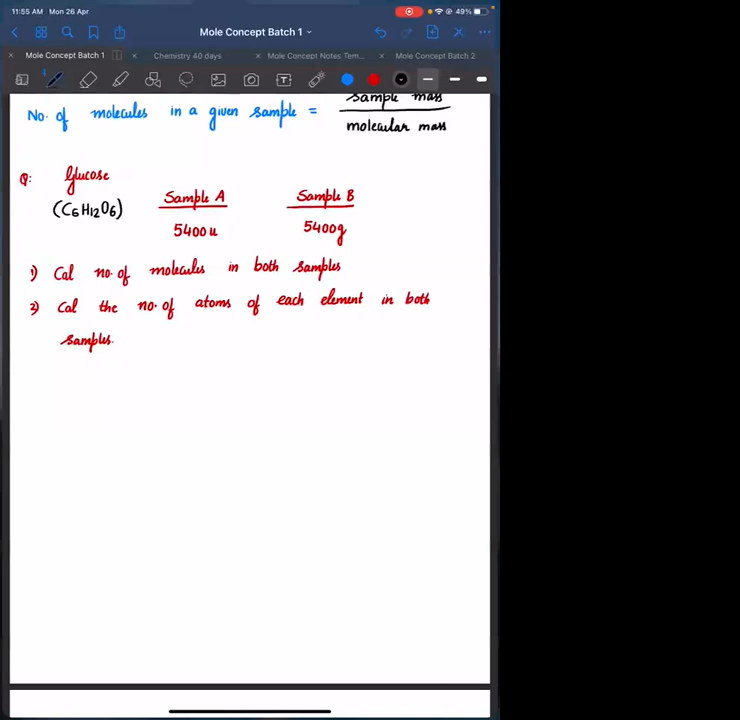 11:55 AM Mon 26 Apr
49%
Mole Concept Batch 1
Mole Concept Batch 1
Chemistry 40 days
Mole Concept Notes Tem...
Mole Concept Batch 2
sample mass
No. of molecules in a given sample =
molecular mass
Q: Glucose
(C6H12O6)
Sample A
Sample B
5400u
5400g
1) Cal no. of molecules in both samples
2) Cal the no. of atoms of each element in both
samples.